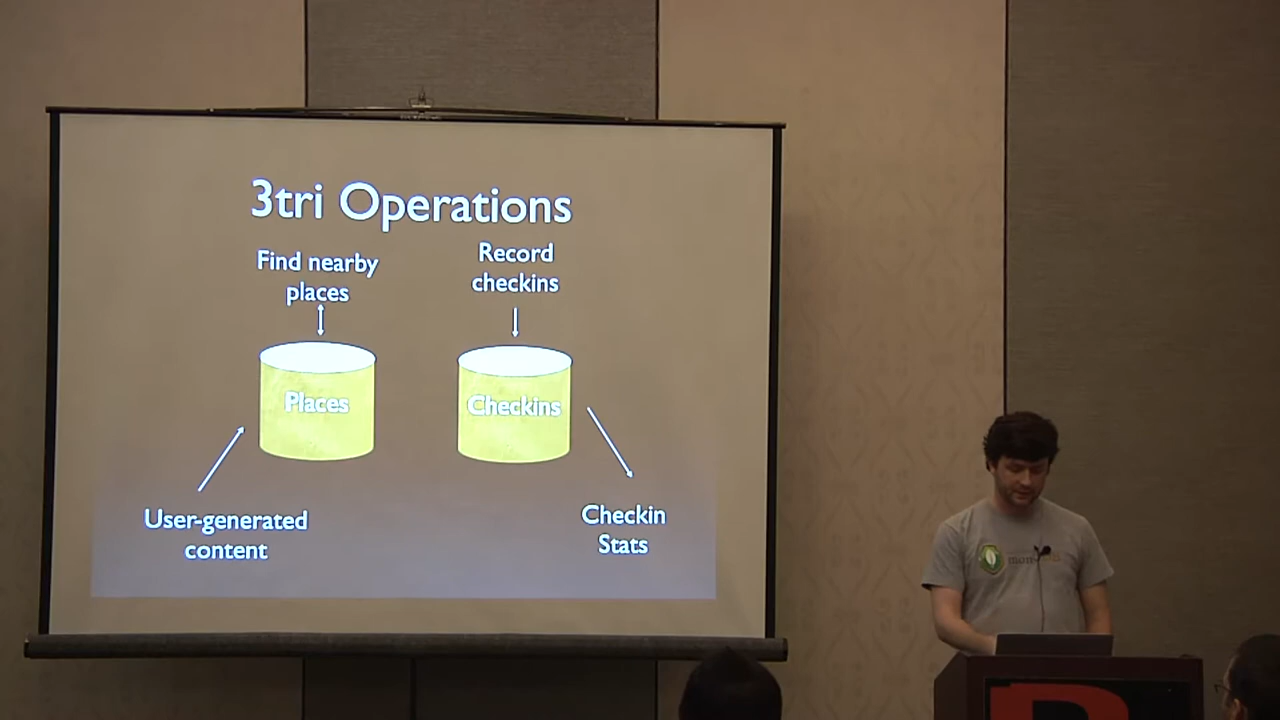 3tri Operations
Find nearby
places
Record
checkins
Places
Checkins
User-generated
content
Checkin
Stats